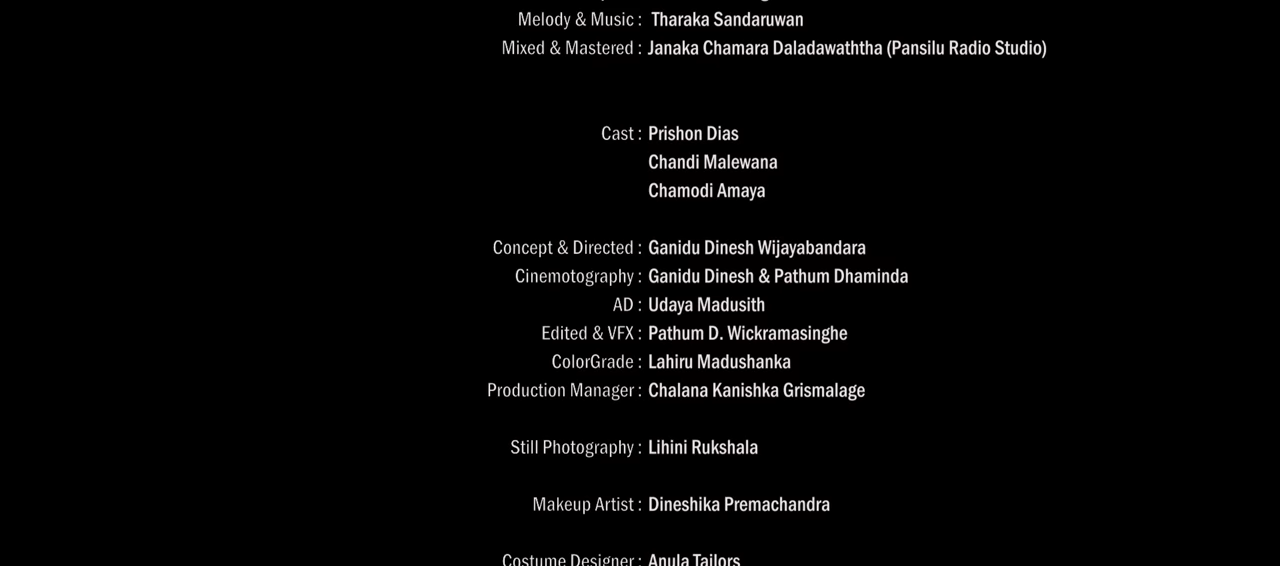 Melody & Music : Tharaka Sandaruwan
Mixed & Mastered : Janaka Chamara Daladawaththa (Pansilu Radio Studio)
Cast : Prishon Dias
Chandi Malewana
Chamodi Amaya
Concept & Directed : Ganidu Dinesh Wijayabandara
Cinemotography : Ganidu Dinesh & Pathum Dhaminda
AD : Udaya Madusith
Edited & VFX : Pathum D. Wickramasinghe
ColorGrade : Lahiru Madushanka
Production Manager : Chalana Kanishka Grismalage
Still Photography : Lihini Rukshala
Makeup Artist : Dineshika Premachandra
Costume Designer : Anula Tailors